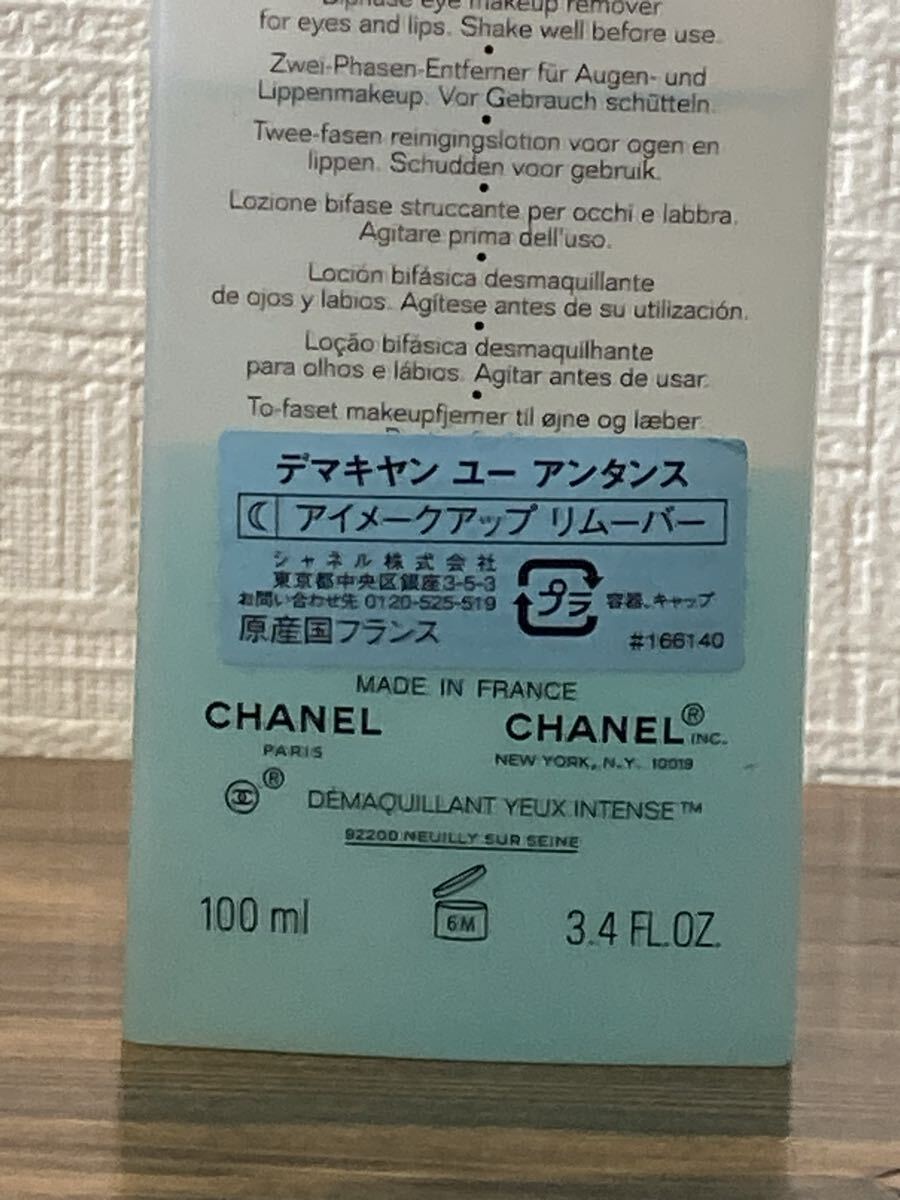 Biphase eye makeup remover
for eyes and lips. Shake well before use.
•
Zwei-Phasen-Entferner für Augen- und
Lippenmakeup. Vor Gebrauch schütteln.
•
Twee-fasen reinigingslotion voor ogen en
lippen. Schudden voor gebruik.
•
Lozione bifase struccante per occhi e labbra.
Agitare prima dell'uso.
•
Loción bifásica desmaquillante
de ojos y labios. Agítese antes de su utilización.
•
Loção bifásica desmaquilhante
para olhos e lábios. Agitar antes de usar.
•
To-faset makeupfjerner til øjne og læber.
デマキヤン ユー アンタンス
アイメークアップ リムーバー
シャネル株式会社
東京都中央区銀座3-5-3
お問い合わせ先 0120-525-519
原産国フランス
プラ
容器、キャップ
#166140
MADE IN FRANCE
CHANEL
PARIS
CHANEL® INC.
NEW YORK, N.Y. 10019
® DÉMAQUILLANT YEUX INTENSE™
92200 NEUILLY SUR SEINE
100 ml
6 M
3.4 FL.OZ.